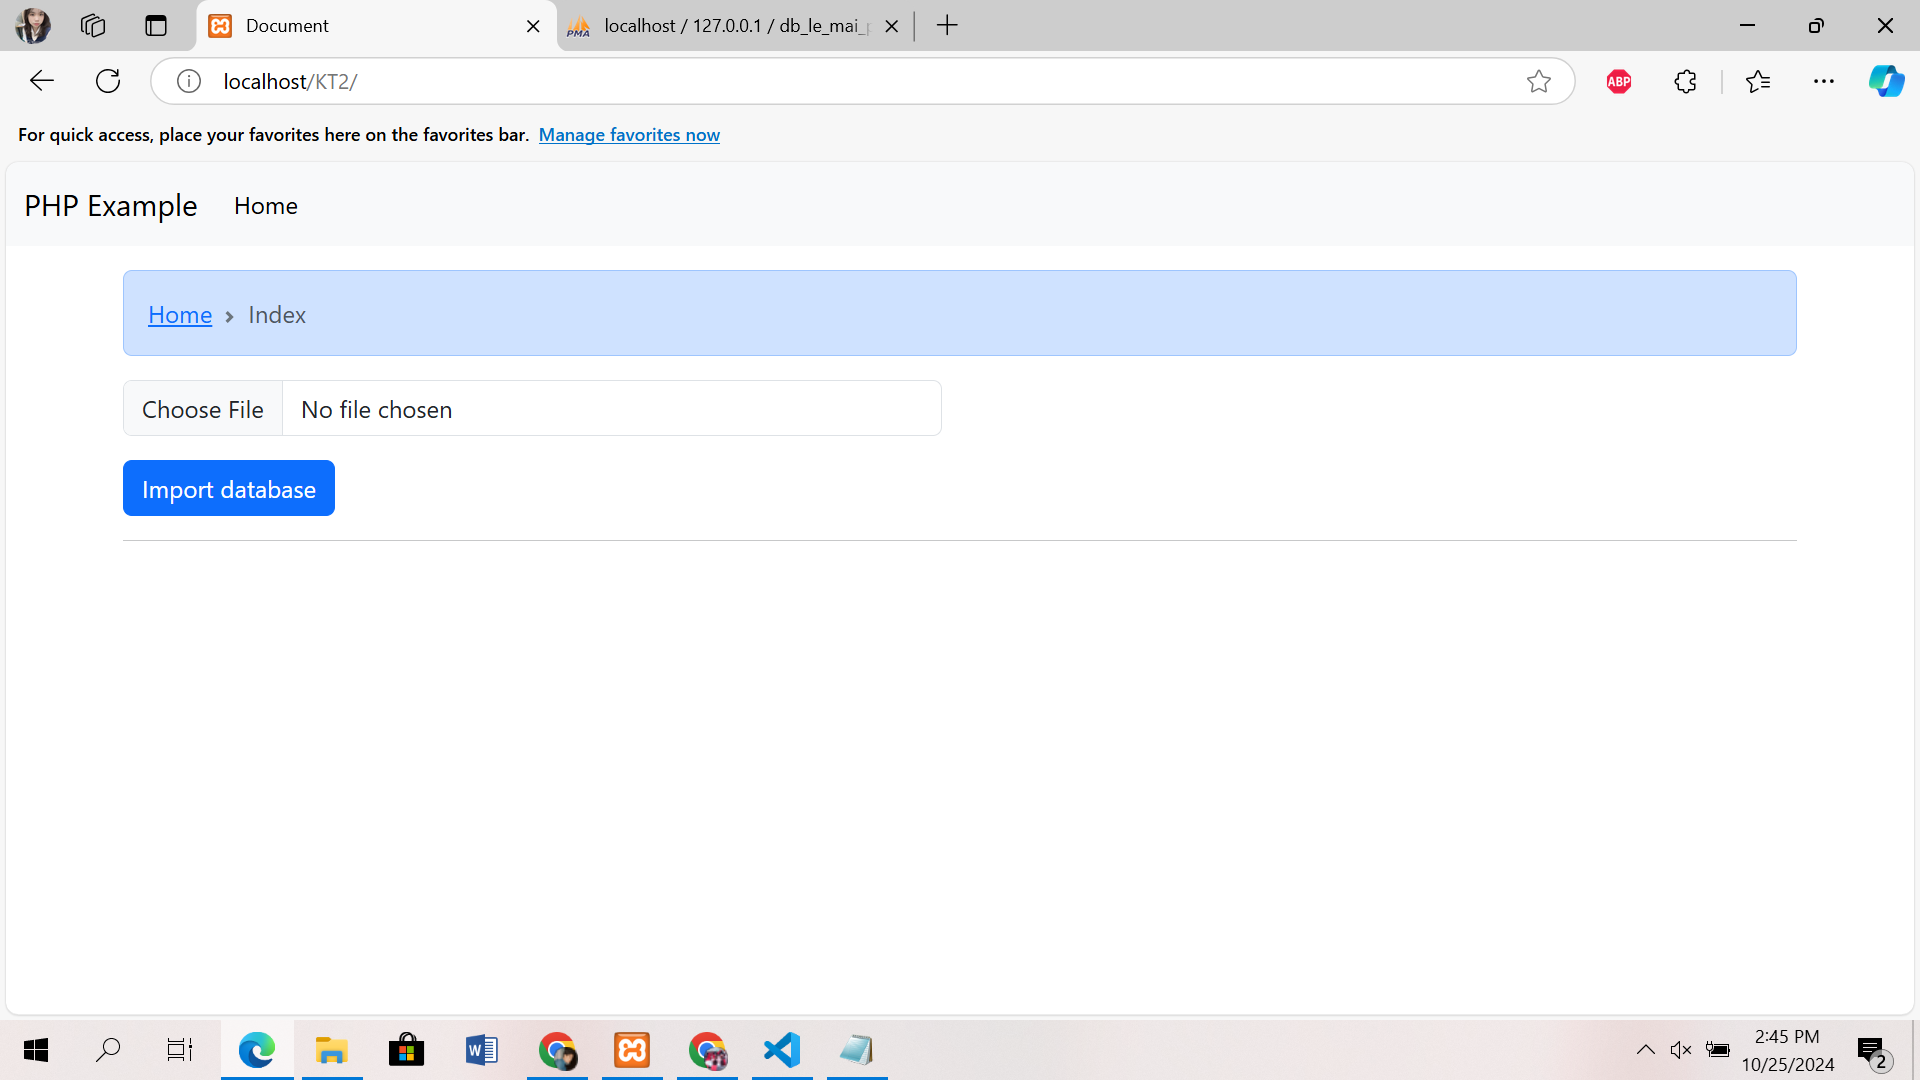 Document
PMA
localhost / 127.0.0.1 / db_le_mai_
localhost/KT2/
ABP
For quick access, place your favorites here on the favorites bar. Manage favorites now
PHP Example Home
Home > Index
Choose File No file chosen
Import database
W
2:45 PM
10/25/2024
2